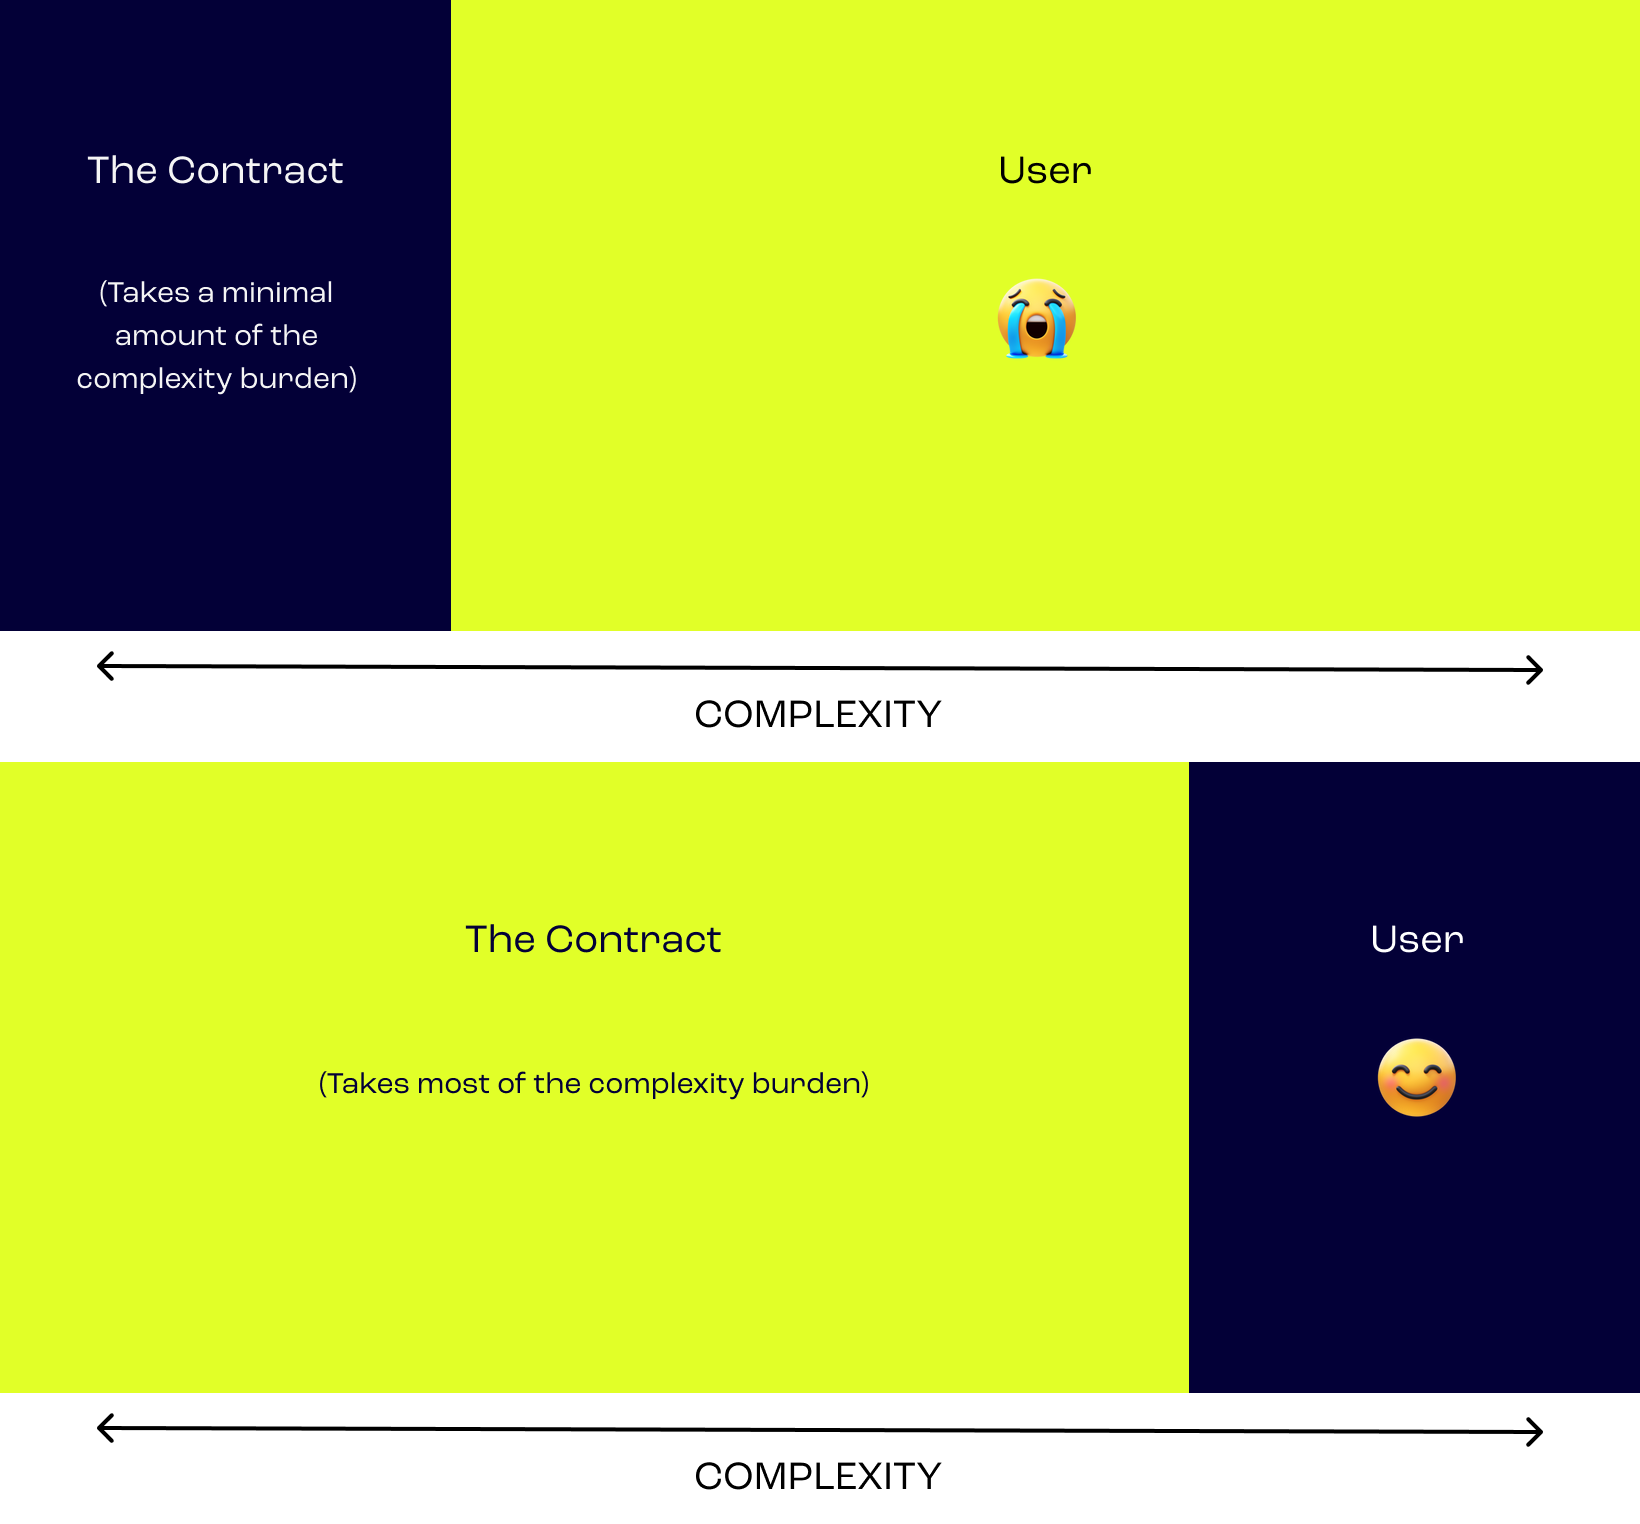 The Contract
User
(Takes a minimal
amount of the
complexity burden)
COMPLEXITY
The Contract
User
(Takes most of the complexity burden)
COMPLEXITY